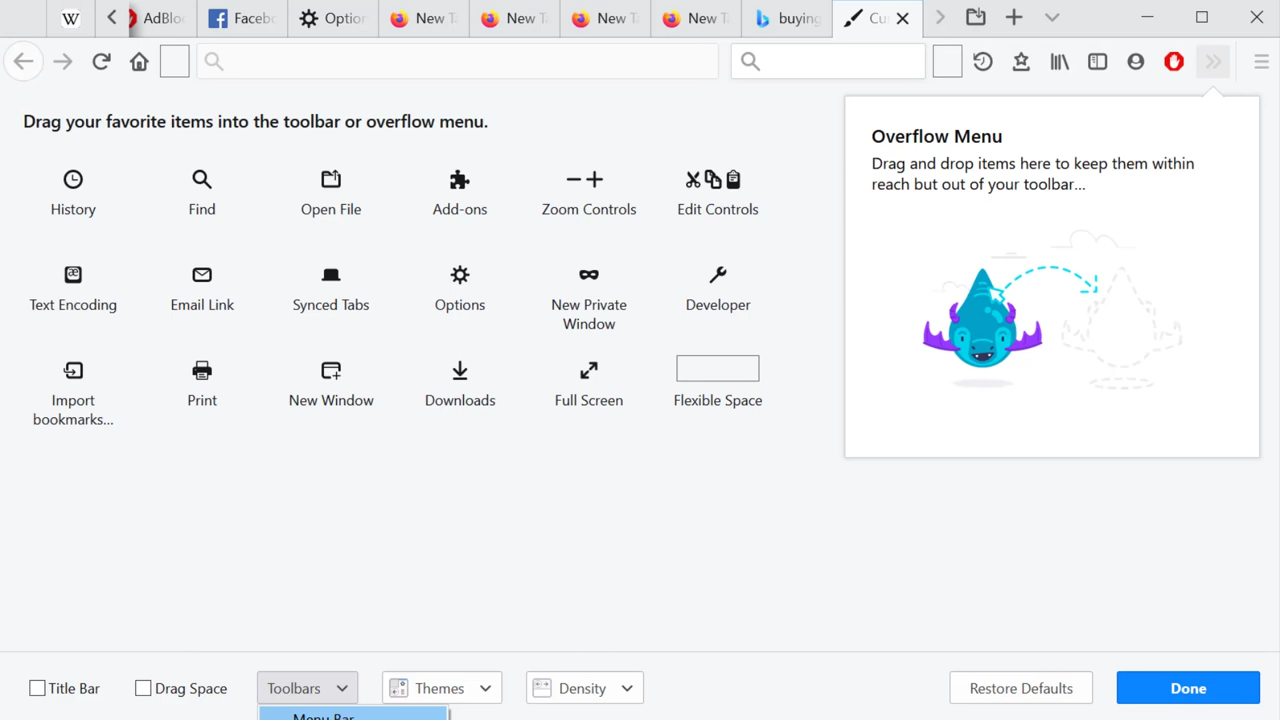 W AdBlo Faceb Optio New T New T New T New T buying Cu
Drag your favorite items into the toolbar or overflow menu.
Overflow Menu
Drag and drop items here to keep them within
reach but out of your toolbar...
History Find Open File Add-ons Zoom Controls Edit Controls
Text Encoding Email Link Synced Tabs Options New Private Developer
Window
Import Print New Window Downloads Full Screen Flexible Space
bookmarks...
Title Bar Drag Space Toolbars Themes Density Restore Defaults Done
Menu Bar